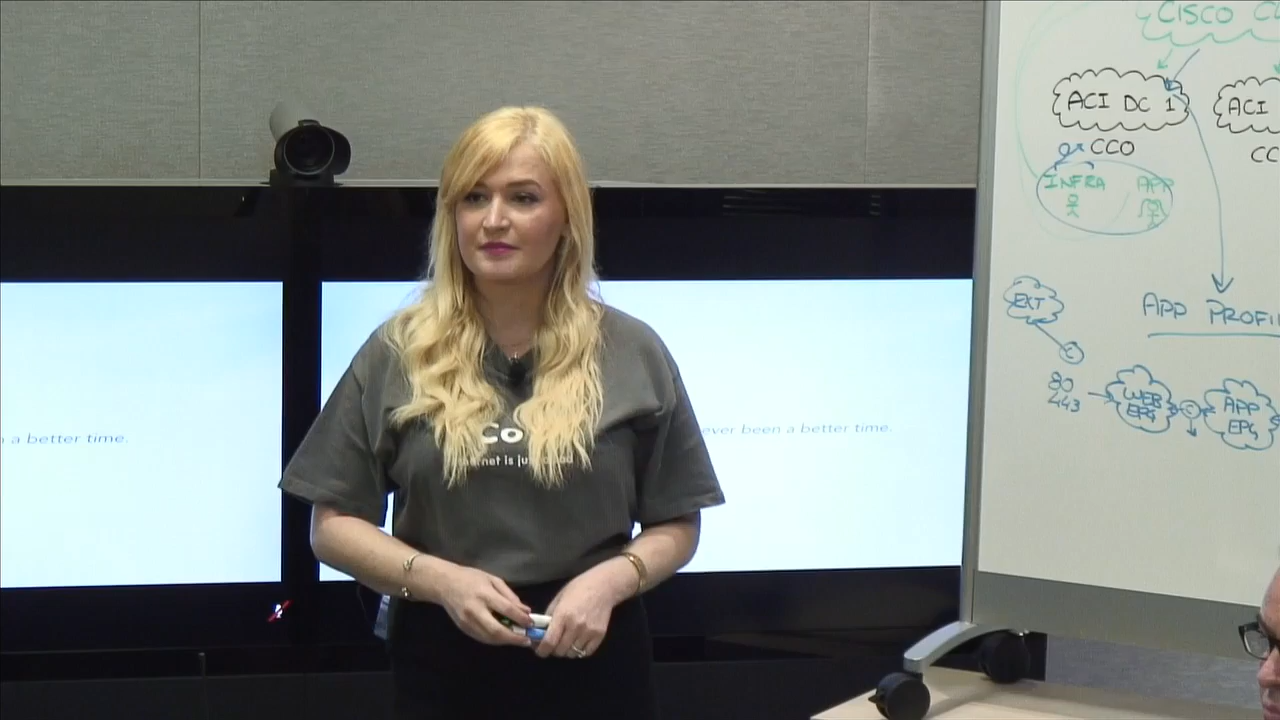 a better time.
ever been a better time.
Co
CISCO C
ACI DC 1
ACI
CCO
CC
INFRA
APP
EXT
APP PROFI
C
80
443
WEB
EPG
C
APP
EPG